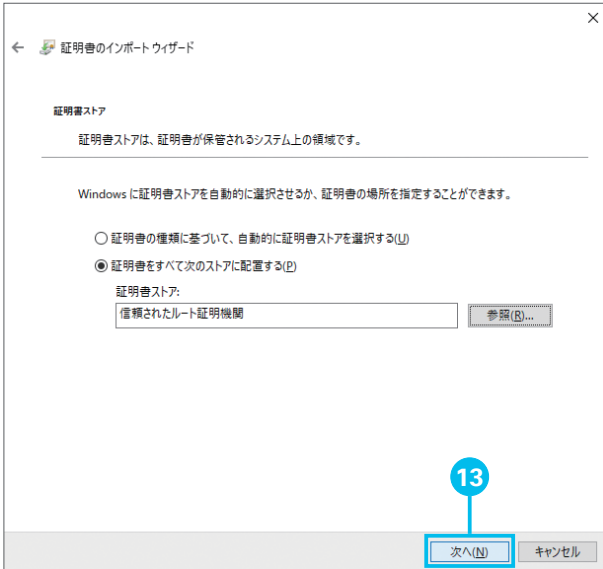 証明書のインポート ウィザード
証明書ストア
証明書ストアは、証明書が保管されるシステム上の領域です。
Windows に証明書ストアを自動的に選択させるか、証明書の場所を指定することができます。
証明書の種類に基づいて、自動的に証明書ストアを選択する(U)
証明書をすべて次のストアに配置する(P)
証明書ストア:
信頼されたルート証明機関
参照(R)...
13
次へ(N)
キャンセル